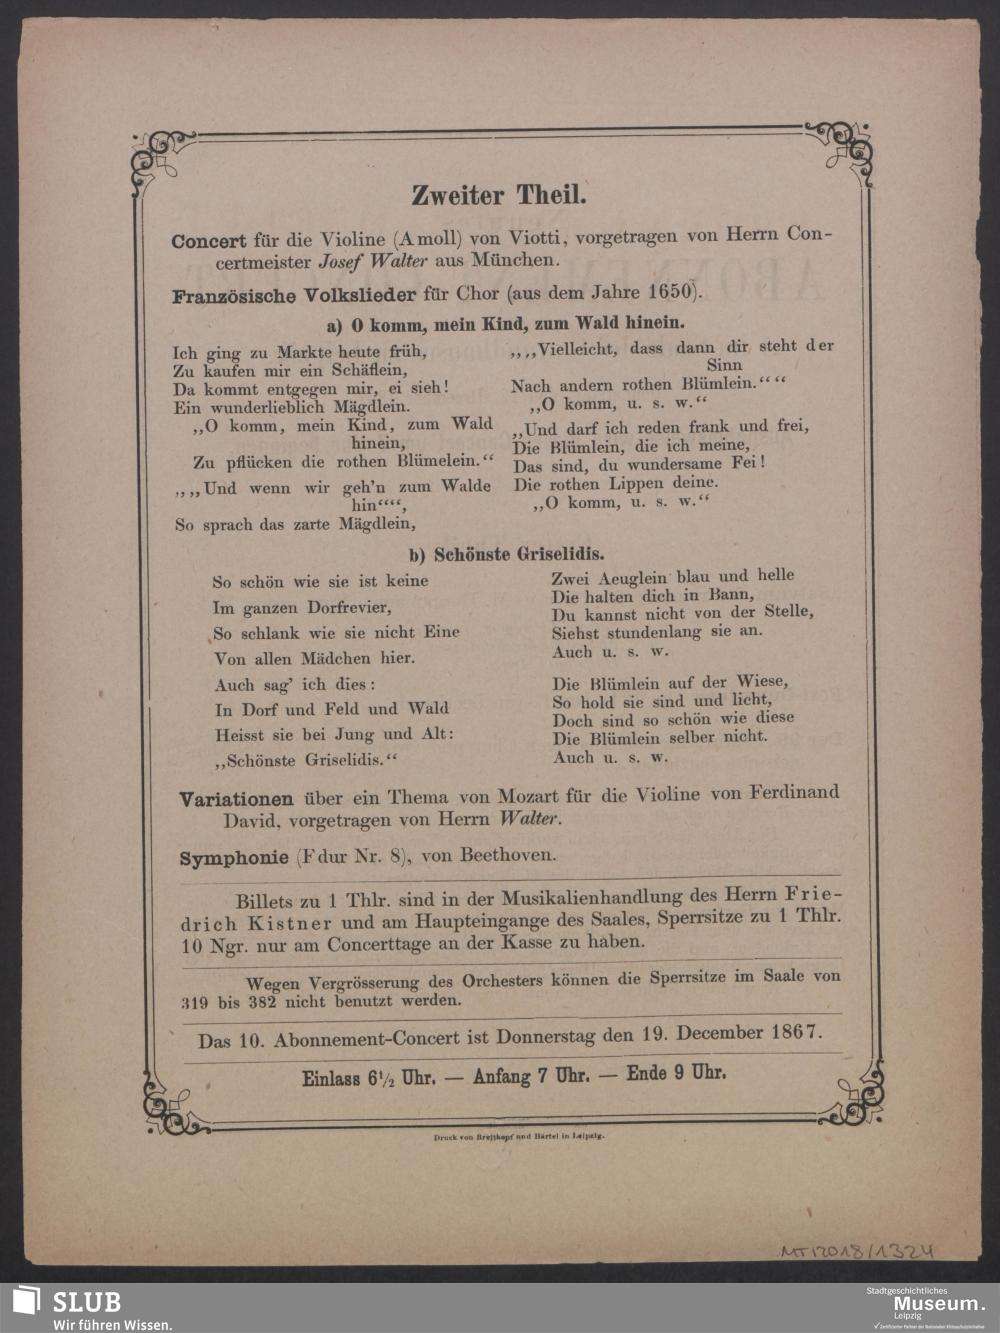 Zweiter Theil.
Concert für die Violine (Amoll) von Viotti, vorgetragen von Herrn Con-
certmeister Josef Walter aus München.
Französische Volkslieder für Chor (aus dem Jahre 1650).
a) O komm, mein Kind, zum Wald hinein.
Ich ging zu Markte heute früh,
Zu kaufen mir ein Schäflein,
Da kommt entgegen mir, ei sieh!
Ein wunderlieblich Mägdlein.
„O komm, mein Kind, zum Wald
hinein,
Zu pflücken die rothen Blümelein.“
„„Und wenn wir geh'n zum Walde
hin““,
So sprach das zarte Mägdlein,
„„Vielleicht, dass dann dir steht der
Sinn
Nach andern rothen Blümlein.““
„O komm, u. s. w.“
„Und darf ich reden frank und frei,
Die Blümlein, die ich meine,
Das sind, du wundersame Fei!
Die rothen Lippen deine.
„O komm, u. s. w.“
b) Schönste Griselidis.
So schön wie sie ist keine
Im ganzen Dorfrevier,
So schlank wie sie nicht Eine
Von allen Mädchen hier.
Auch sag' ich dies:
In Dorf und Feld und Wald
Heisst sie bei Jung und Alt:
„Schönste Griselidis.“
Zwei Aeuglein blau und helle
Die halten dich in Bann,
Du kannst nicht von der Stelle,
Siehst stundenlang sie an.
Auch u. s. w.
Die Blümlein auf der Wiese,
So hold sie sind und licht,
Doch sind so schön wie diese
Die Blümlein selber nicht.
Auch u. s. w.
Variationen über ein Thema von Mozart für die Violine von Ferdinand
David, vorgetragen von Herrn Walter.
Symphonie (Fdur Nr. 8), von Beethoven.
Billets zu 1 Thlr. sind in der Musikalienhandlung des Herrn Frie-
drich Kistner und am Haupteingange des Saales, Sperrsitze zu 1 Thlr.
10 Ngr. nur am Concerttage an der Kasse zu haben.
Wegen Vergrösserung des Orchesters können die Sperrsitze im Saale von
319 bis 382 nicht benutzt werden.
Das 10. Abonnement-Concert ist Donnerstag den 19. December 1867.
Einlass 6½ Uhr. — Anfang 7 Uhr. — Ende 9 Uhr.
Druck von Breitkopf und Härtel in Leipzig.
MT/2018/1324
SLUB
Wir führen Wissen.
Stadtgeschichtliches
Museum.
Leipzig
Zertifizierter Partner der Nationalen Klimaschutzinitiative